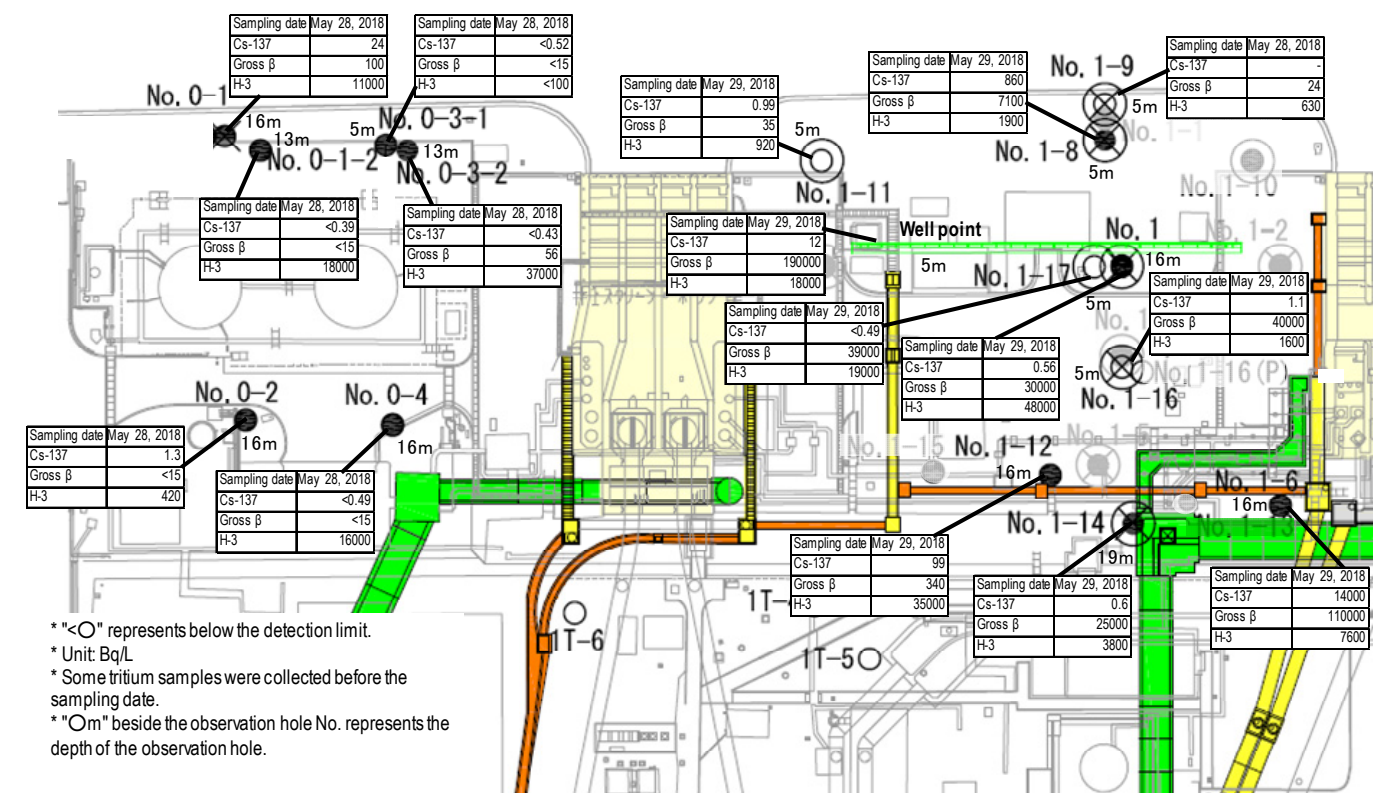 Sampling date May 28, 2018
Cs-137 24
Gross β 100
H-3 11000
Sampling date May 28, 2018
Cs-137 <0.52
Gross β <15
H-3 <100
Sampling date May 29, 2018
Cs-137 0.99
Gross β 35
H-3 920
Sampling date May 29, 2018
Cs-137 860
Gross β 7100
H-3 1900
Sampling date May 28, 2018
Cs-137 -
Gross β 24
H-3 630
No. 0-1
16m
13m
No. 0-1-2
5m
No. 0-3-1
13m
No. 0-3-2
5m
No. 1-11
No. 1-9
5m
No. 1-1
No. 1-8
5m
No. 1-10
Sampling date May 28, 2018
Cs-137 <0.39
Gross β <15
H-3 18000
Sampling date May 28, 2018
Cs-137 <0.43
Gross β 56
H-3 37000
Sampling date May 29, 2018
Cs-137 12
Gross β 190000
H-3 18000
Well point
5m
No. 1
16m
No. 1-2
No. 1-17
5m
Sampling date May 29, 2018
Cs-137 <0.49
Gross β 39000
H-3 19000
Sampling date May 29, 2018
Cs-137 0.56
Gross β 30000
H-3 48000
Sampling date May 29, 2018
Cs-137 1.1
Gross β 40000
H-3 1600
5m
No. 1-16 (P)
No. 1-16
No. 0-2
16m
No. 0-4
16m
Sampling date May 28, 2018
Cs-137 1.3
Gross β <15
H-3 420
Sampling date May 28, 2018
Cs-137 <0.49
Gross β <15
H-3 16000
No. 1-15
No. 1-12
16m
No. 1-6
16m
No. 1-14
19m
No. 1-13
Sampling date May 29, 2018
Cs-137 99
Gross β 340
H-3 35000
Sampling date May 29, 2018
Cs-137 0.6
Gross β 25000
H-3 3800
Sampling date May 29, 2018
Cs-137 14000
Gross β 110000
H-3 7600
1T-6
1T-5
* "<○" represents below the detection limit.
* Unit: Bq/L
* Some tritium samples were collected before the
sampling date.
* "○m" beside the observation hole No. represents the
depth of the observation hole.